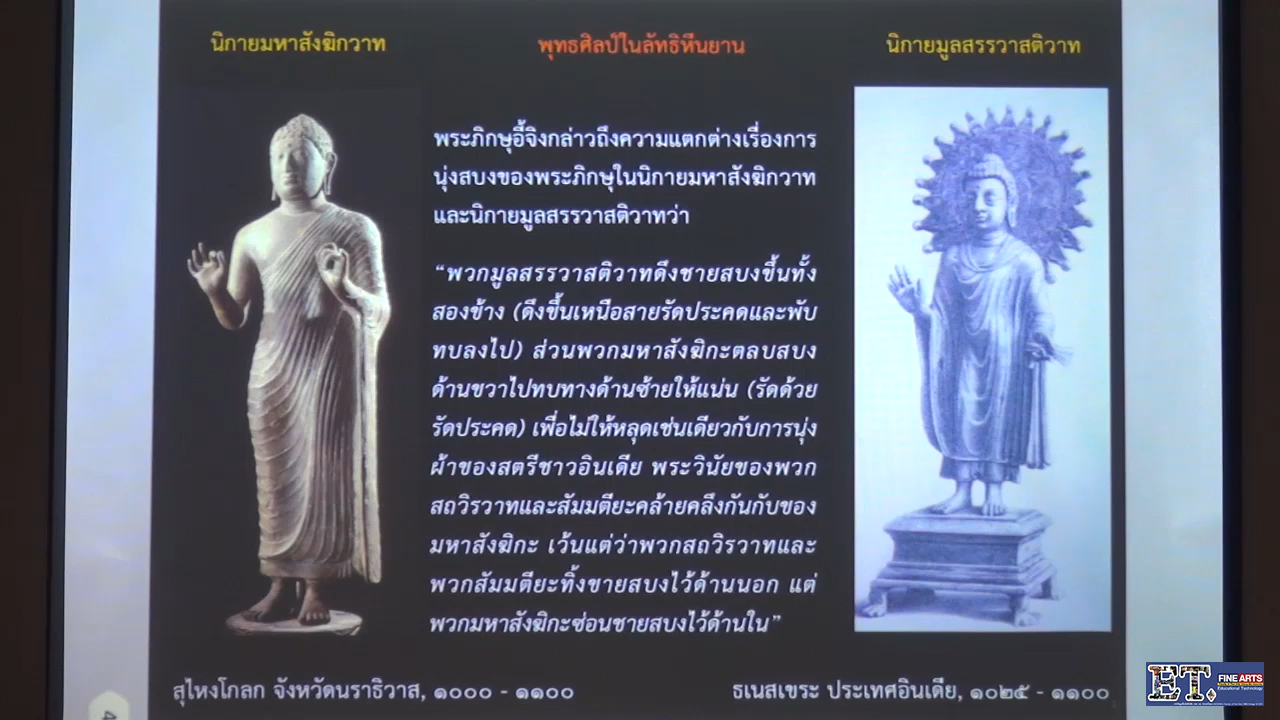 นิกายมหาสังฆิกวาท
พุทธศิลป์ในลัทธิหีนยาน
นิกายมูลสรรวาสติวาท
พระภิกษุอี้จิงกล่าวถึงความแตกต่างเรื่องการ
นุ่งสบงของพระภิกษุในนิกายมหาสังฆิกวาท
และนิกายมูลสรรวาสติวาทว่า
“พวกมูลสรรวาสติวาทดึงชายสบงขึ้นทั้ง
สองข้าง (ดึงขึ้นเหนือสายรัดประคดและพับ
ทบลงไป) ส่วนพวกมหาสังฆิกะตลบสบง
ด้านขวาไปทบทางด้านซ้ายให้แน่น (รัดด้วย
รัดประคด) เพื่อไม่ให้หลุดเช่นเดียวกับการนุ่ง
ผ้าของสตรีชาวอินเดีย พระวินัยของพวก
สถวิรวาทและสัมมตียะคล้ายคลึงกันกับของ
มหาสังฆิกะ เว้นแต่ว่าพวกสถวิรวาทและ
พวกสัมมตียะทิ้งชายสบงไว้ด้านนอก แต่
พวกมหาสังฆิกะซ่อนชายสบงไว้ด้านใน”
สุไหงโกลก จังหวัดนราธิวาส, ๑๐๐๐ - ๑๑๐๐
ธเนสเขระ ประเทศอินเดีย, ๑๐๒๕ - ๑๑๐๐
ET.
FINE ARTS
Educational Technology